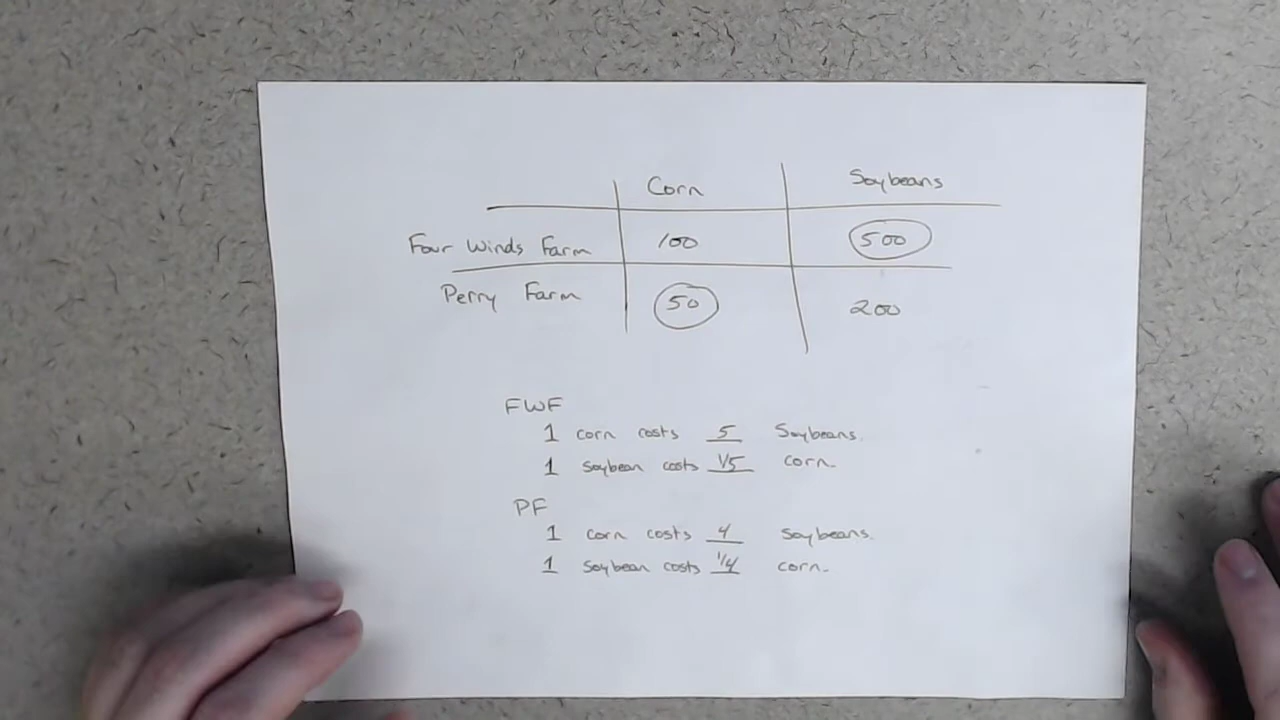 Corn Soybeans
Four Winds Farm 100 500
Perry Farm 50 200
FWF
1 corn costs 5 Soybeans.
1 soybean costs 1/5 corn.
PF
1 corn costs 4 soybeans.
1 soybean costs 1/4 corn.